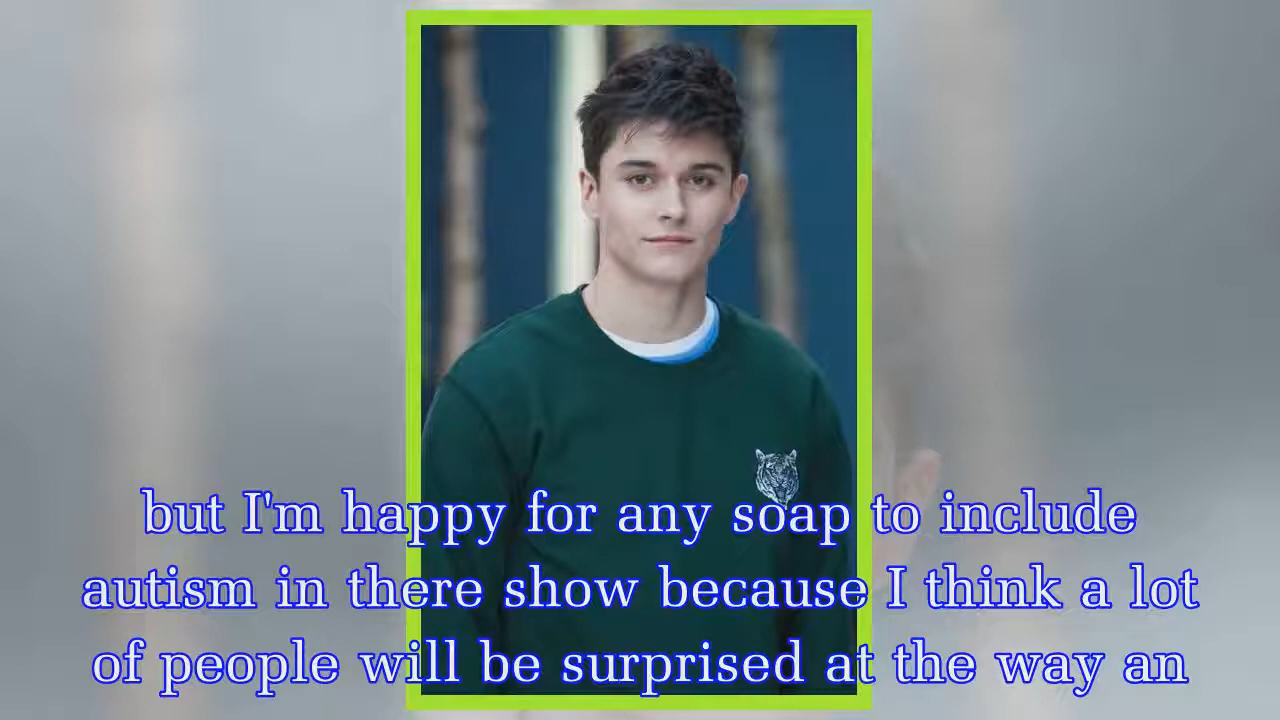 but I'm happy for any soap to include
autism in there show because I think a lot
of people will be surprised at the way an